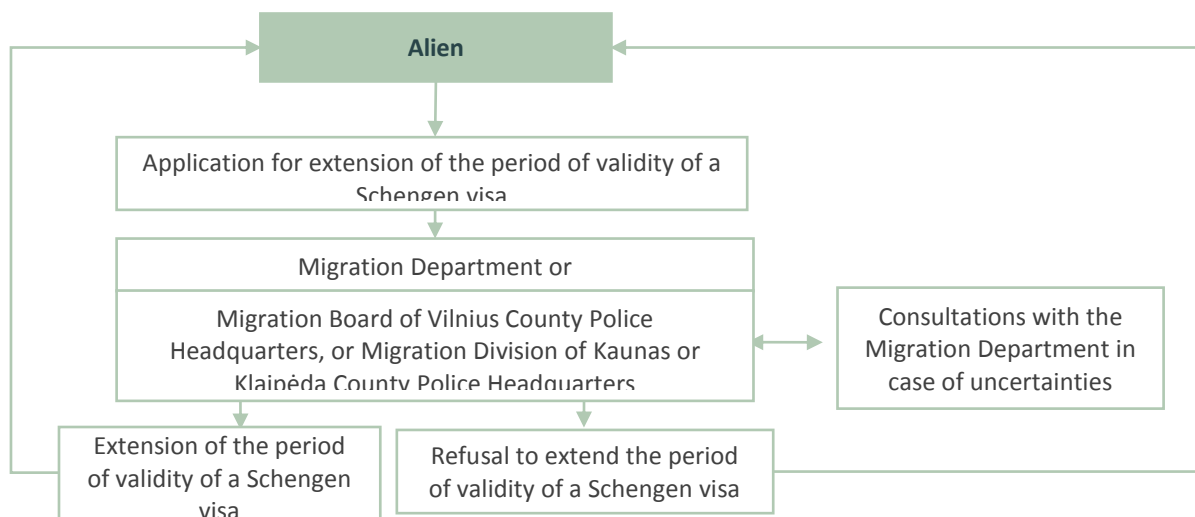 Alien
Application for extension of the period of validity of a
Schengen visa
Migration Department or
Migration Board of Vilnius County Police
Headquarters, or Migration Division of Kaunas or
Klaipėda County Police Headquarters
Consultations with the
Migration Department in
case of uncertainties
Extension of the period
of validity of a Schengen
visa
Refusal to extend the period
of validity of a Schengen visa